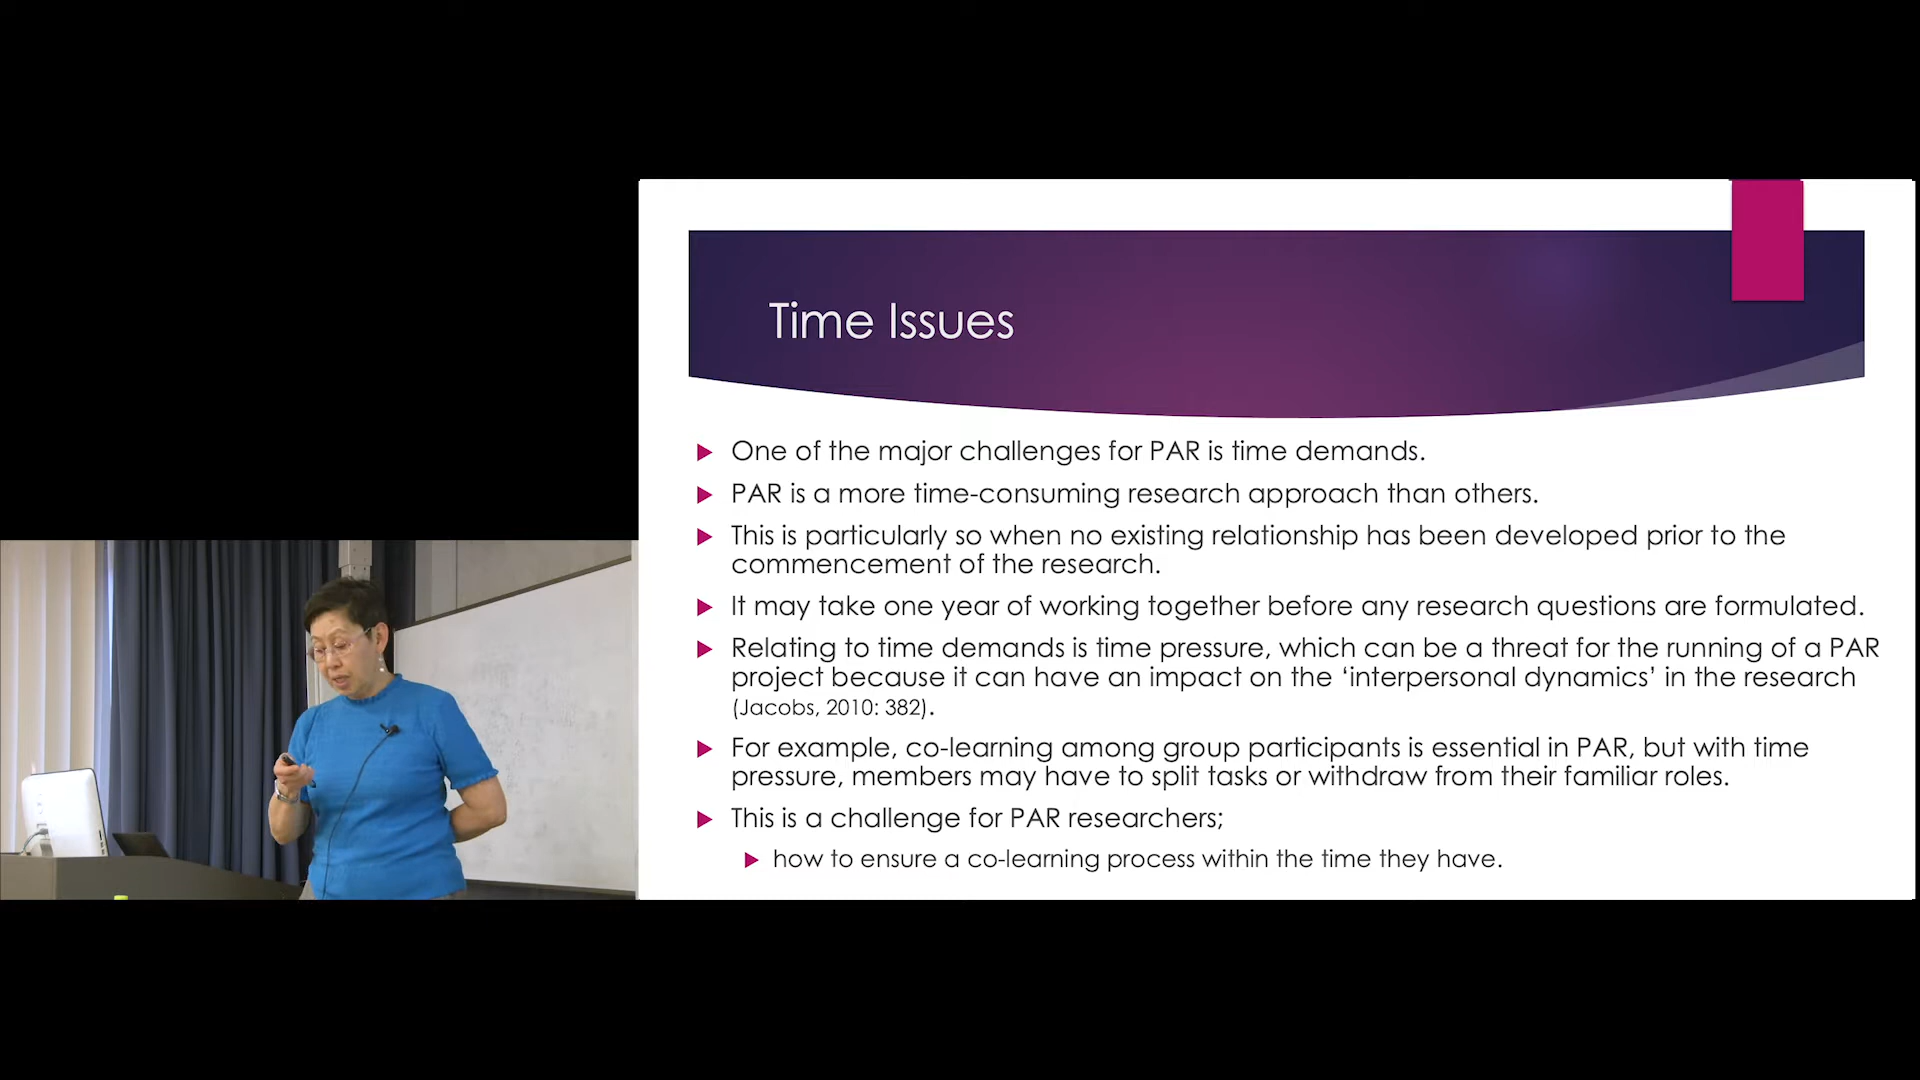 Time Issues
One of the major challenges for PAR is time demands.
PAR is a more time-consuming research approach than others.
This is particularly so when no existing relationship has been developed prior to the
commencement of the research.
It may take one year of working together before any research questions are formulated.
Relating to time demands is time pressure, which can be a threat for the running of a PAR
project because it can have an impact on the ‘interpersonal dynamics’ in the research
(Jacobs, 2010: 382).
For example, co-learning among group participants is essential in PAR, but with time
pressure, members may have to split tasks or withdraw from their familiar roles.
This is a challenge for PAR researchers;
how to ensure a co-learning process within the time they have.